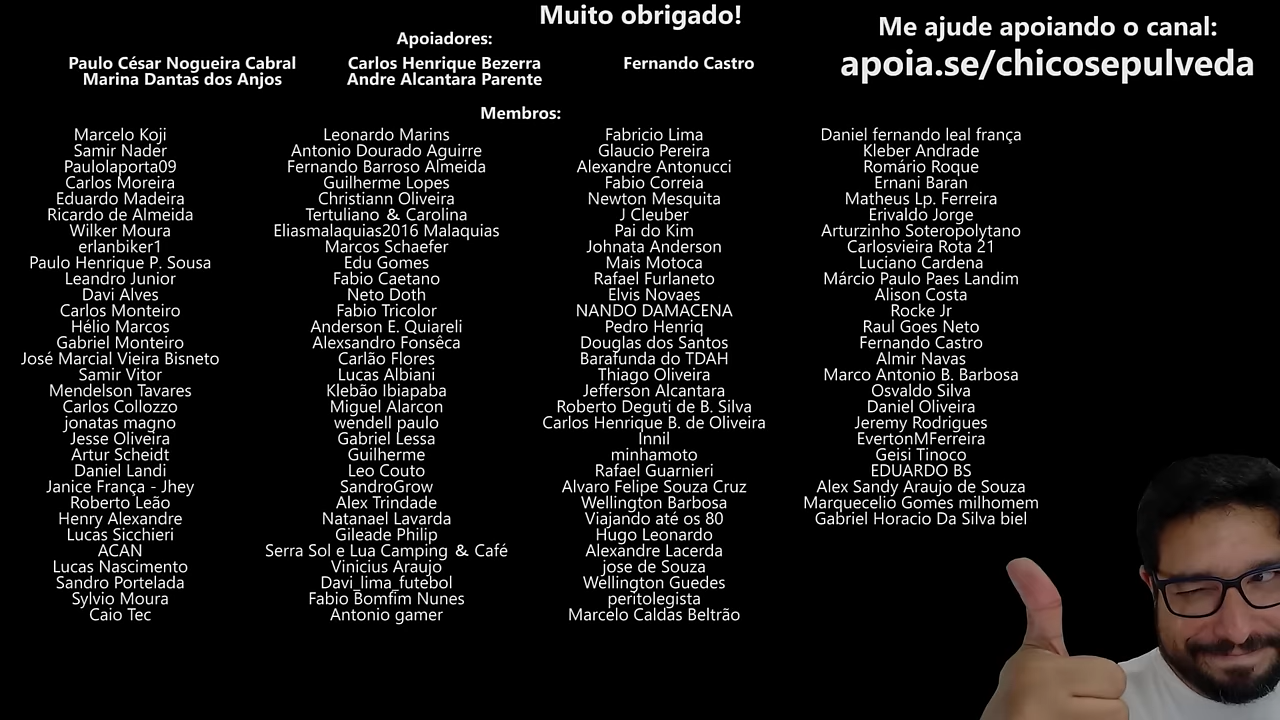 Muito obrigado!
Apoiadores:
Paulo César Nogueira Cabral
Marina Dantas dos Anjos
Carlos Henrique Bezerra
Andre Alcantara Parente
Fernando Castro
Me ajude apoiando o canal:
apoia.se/chicosepulveda
Membros:
Marcelo Koji
Samir Nader
Paulolaporta09
Carlos Moreira
Eduardo Madeira
Ricardo de Almeida
Wilker Moura
erlanbiker1
Paulo Henrique P. Sousa
Leandro Junior
Davi Alves
Carlos Monteiro
Hélio Marcos
Gabriel Monteiro
José Marcial Vieira Bisneto
Samir Vitor
Mendelson Tavares
Carlos Collozzo
jonatas magno
Jesse Oliveira
Artur Scheidt
Daniel Landi
Janice França - Jhey
Roberto Leão
Henry Alexandre
Lucas Sicchieri
ACAN
Lucas Nascimento
Sandro Portelada
Sylvio Moura
Caio Tec
Leonardo Marins
Antonio Dourado Aguirre
Fernando Barroso Almeida
Guilherme Lopes
Christiann Oliveira
Tertuliano & Carolina
Eliasmalaquias2016 Malaquias
Marcos Schaefer
Edu Gomes
Fabio Caetano
Neto Doth
Fabio Tricolor
Anderson E. Quiareli
Alexsandro Fonsêca
Carlão Flores
Lucas Albiani
Klebão Ibiapaba
Miguel Alarcon
wendell paulo
Gabriel Lessa
Guilherme
Leo Couto
SandroGrow
Alex Trindade
Natanael Lavarda
Gileade Philip
Serra Sol e Lua Camping & Café
Vinicius Araujo
Davi_lima_futebol
Fabio Bomfim Nunes
Antonio gamer
Fabricio Lima
Glaucio Pereira
Alexandre Antonucci
Fabio Correia
Newton Mesquita
J Cleuber
Pai do Kim
Johnata Anderson
Mais Motoca
Rafael Furlaneto
Elvis Novaes
NANDO DAMACENA
Pedro Henriq
Douglas dos Santos
Barafunda do TDAH
Thiago Oliveira
Jefferson Alcantara
Roberto Deguti de B. Silva
Carlos Henrique B. de Oliveira
Innil
minhamoto
Rafael Guarnieri
Alvaro Felipe Souza Cruz
Wellington Barbosa
Viajando até os 80
Hugo Leonardo
Alexandre Lacerda
jose de Souza
Wellington Guedes
peritolegista
Marcelo Caldas Beltrão
Daniel fernando leal frança
Kleber Andrade
Romário Roque
Ernani Baran
Matheus Lp. Ferreira
Erivaldo Jorge
Arturzinho Soteropolytano
Carlosvieira Rota 21
Luciano Cardena
Márcio Paulo Paes Landim
Alison Costa
Rocke Jr
Raul Goes Neto
Fernando Castro
Almir Navas
Marco Antonio B. Barbosa
Osvaldo Silva
Daniel Oliveira
Jeremy Rodrigues
EvertonMFerreira
Geisi Tinoco
EDUARDO BS
Alex Sandy Araujo de Souza
Marquecelio Gomes milhomem
Gabriel Horacio Da Silva biel